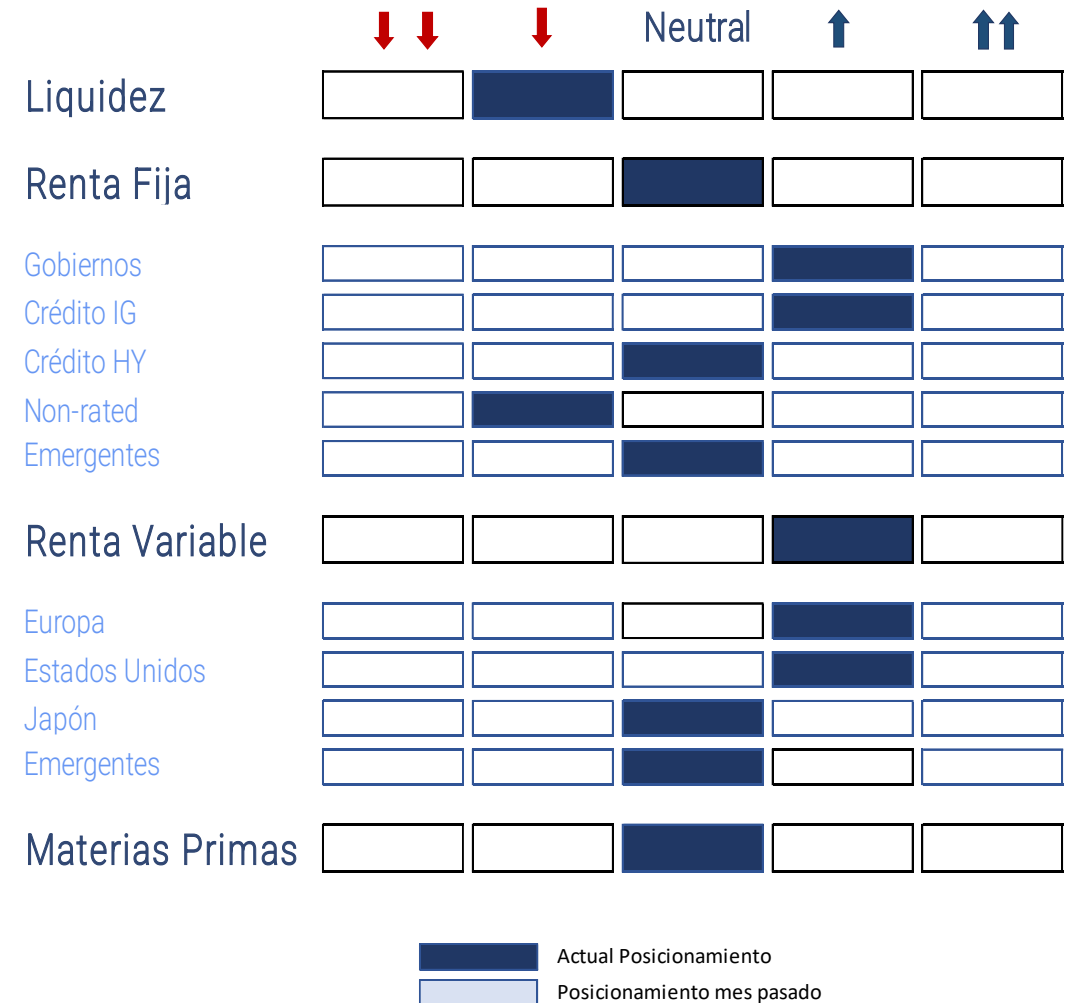 Neutral
Liquidez
Renta Fija
Gobiernos
Crédito IG
Crédito HY
Non-rated
Emergentes
Renta Variable
Europa
Estados Unidos
Japón
Emergentes
Materias Primas
Actual Posicionamiento
Posicionamiento mes pasado